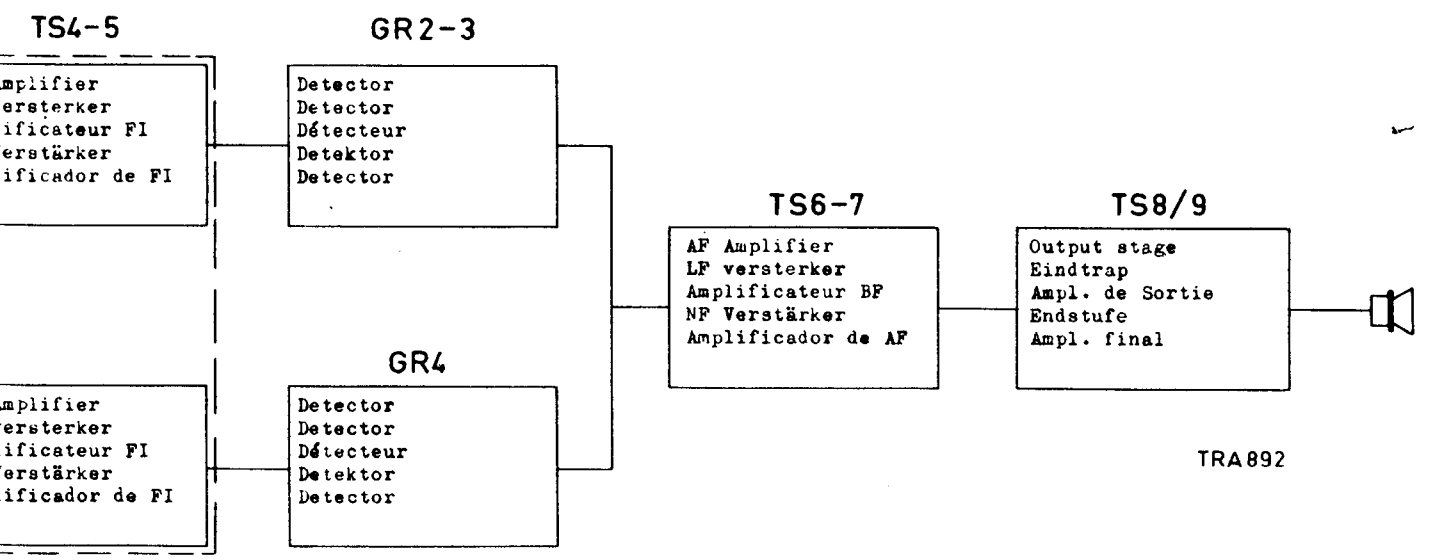 TS4-5
GR2-3
mplifier
ersterker
ificateur FI
erstärker
ificador de FI
Detector
Detector
Détecteur
Detektor
Detector
TS6-7
AF Amplifier
LF versterker
Amplificateur BF
NF Verstärker
Amplificador de AF
TS8/9
Output stage
Eindtrap
Ampl. de Sortie
Endstufe
Ampl. final
GR4
mplifier
ersterker
ificateur FI
erstärker
ificador de FI
Detector
Detector
Détecteur
Detektor
Detector
TRA892